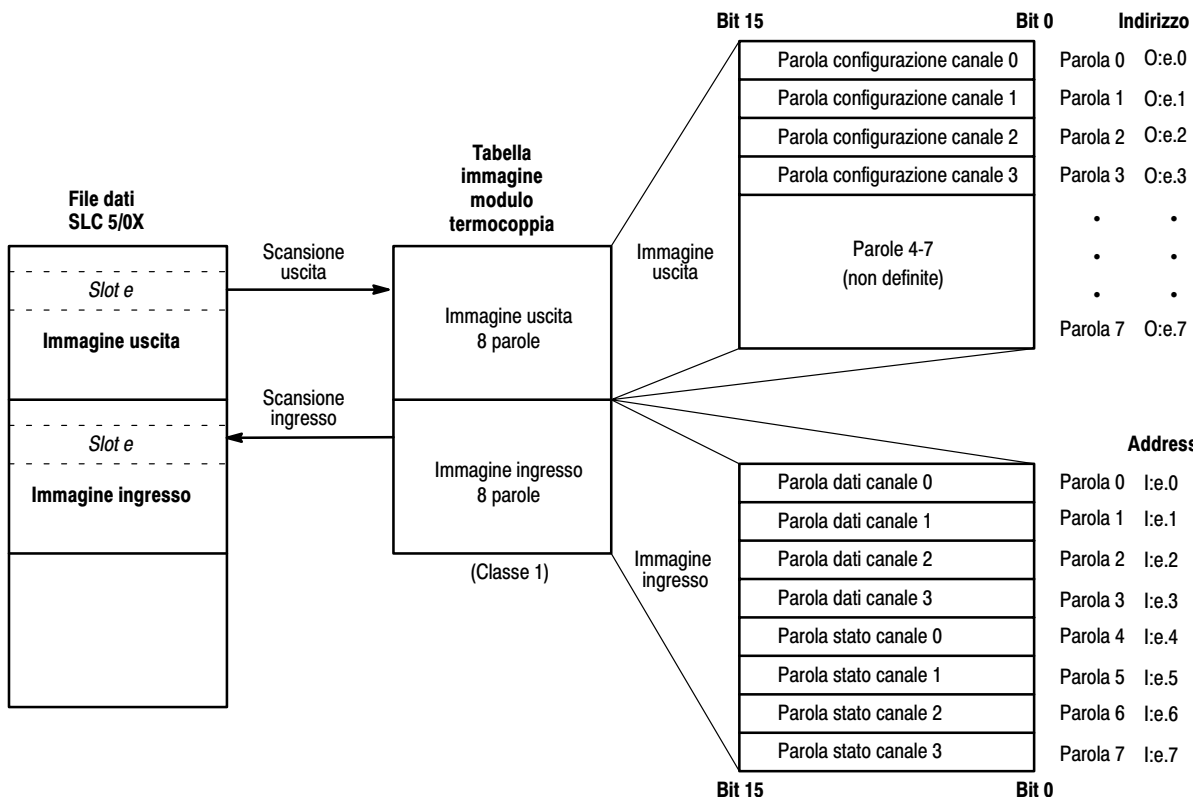 Bit 15 Bit 0 Indirizzo
Parola configurazione canale 0 Parola 0 O:e.0
Parola configurazione canale 1 Parola 1 O:e.1
Parola configurazione canale 2 Parola 2 O:e.2
Parola configurazione canale 3 Parola 3 O:e.3
Parole 4-7
(non definite)
Parola 7 O:e.7
Immagine
uscita
Tabella
immagine
modulo
termocoppia
File dati
SLC 5/0X
Slot e
Immagine uscita
Scansione
uscita
Immagine uscita
8 parole
Scansione
ingresso
Slot e
Immagine ingresso
Immagine ingresso
8 parole
(Classe 1)
Immagine
ingresso
Address
Parola dati canale 0 Parola 0 I:e.0
Parola dati canale 1 Parola 1 I:e.1
Parola dati canale 2 Parola 2 I:e.2
Parola dati canale 3 Parola 3 I:e.3
Parola stato canale 0 Parola 4 I:e.4
Parola stato canale 1 Parola 5 I:e.5
Parola stato canale 2 Parola 6 I:e.6
Parola stato canale 3 Parola 7 I:e.7
Bit 15 Bit 0